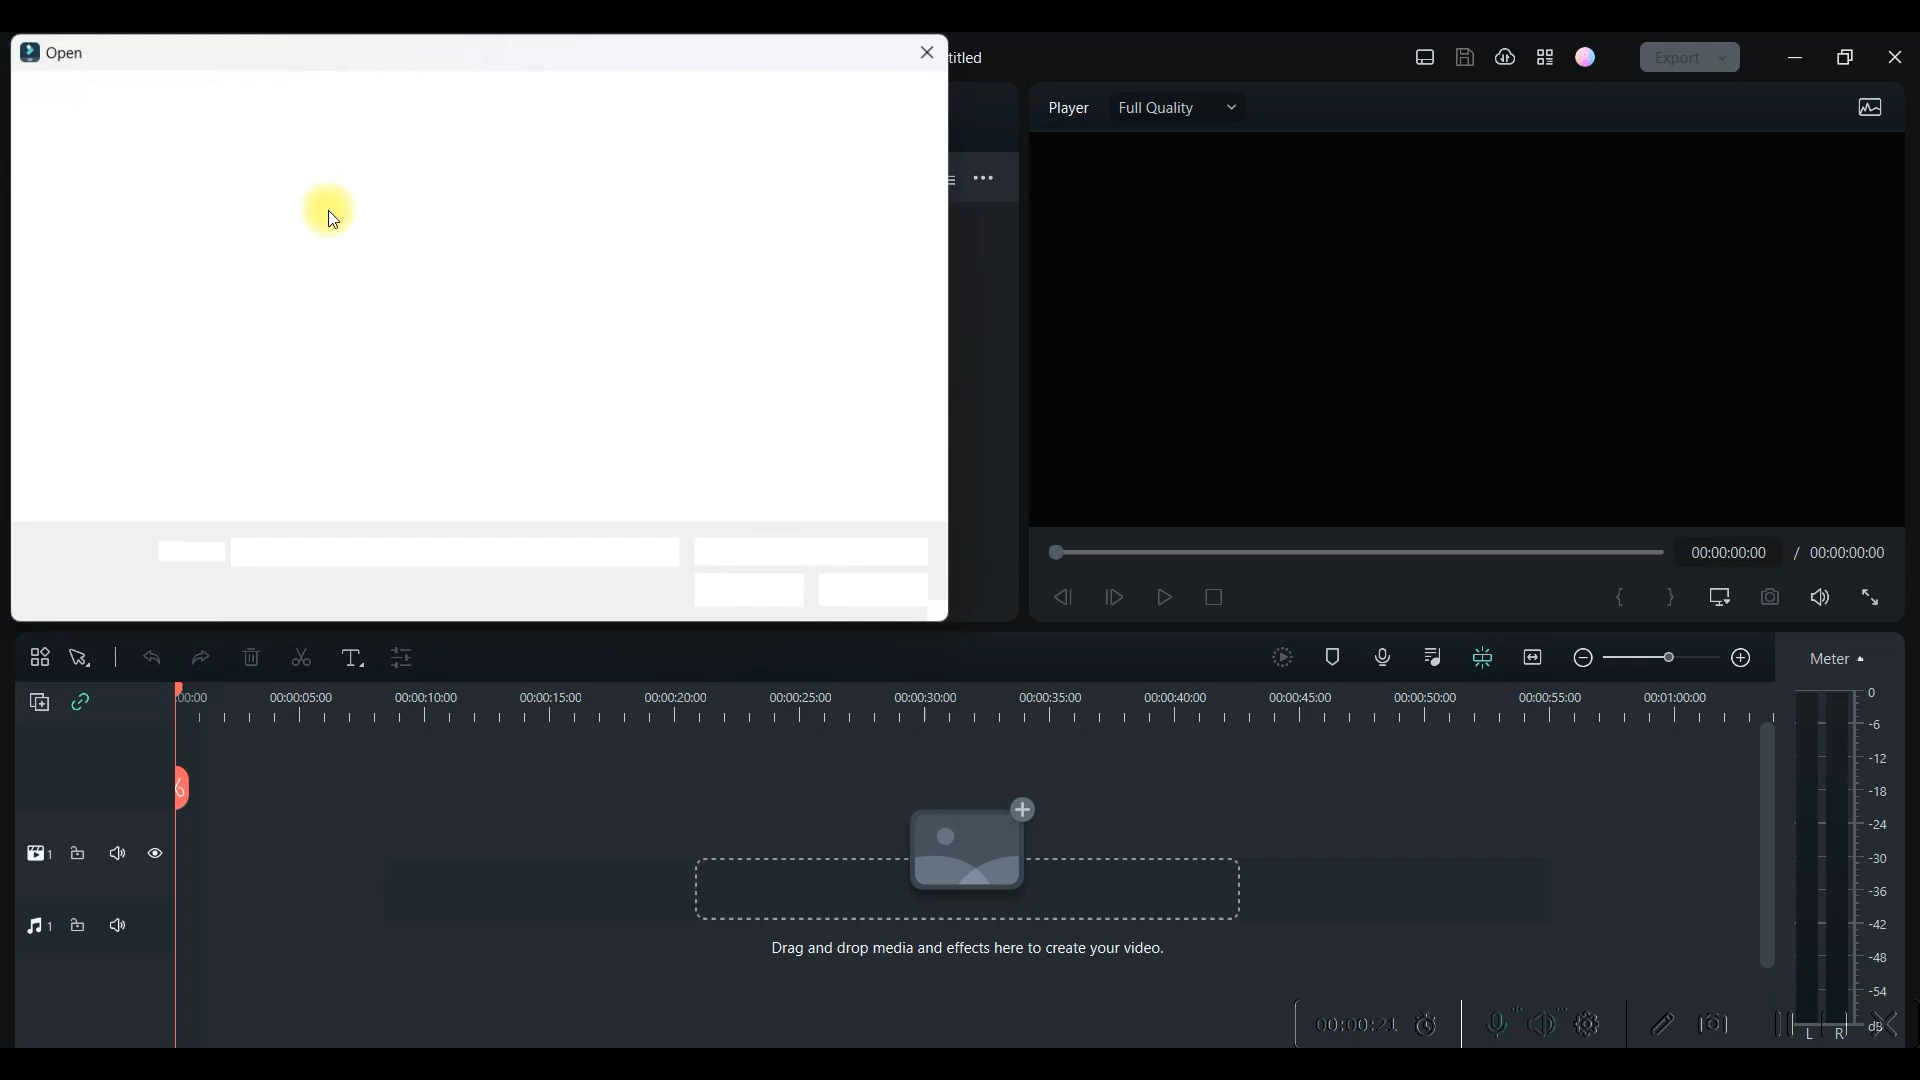 Open
titled
Export
Player
Full Quality
00:00:00:00 / 00:00:00:00
Meter
:00:00
00:00:05:00
00:00:10:00
00:00:15:00
00:00:20:00
00:00:25:00
00:00:30:00
00:00:35:00
00:00:40:00
00:00:45:00
00:00:50:00
00:00:55:00
00:01:00:00
0
-6
-12
-18
-24
-30
-36
-42
-48
-54
dB
1
1
Drag and drop media and effects here to create your video.
00:00:21
L
R